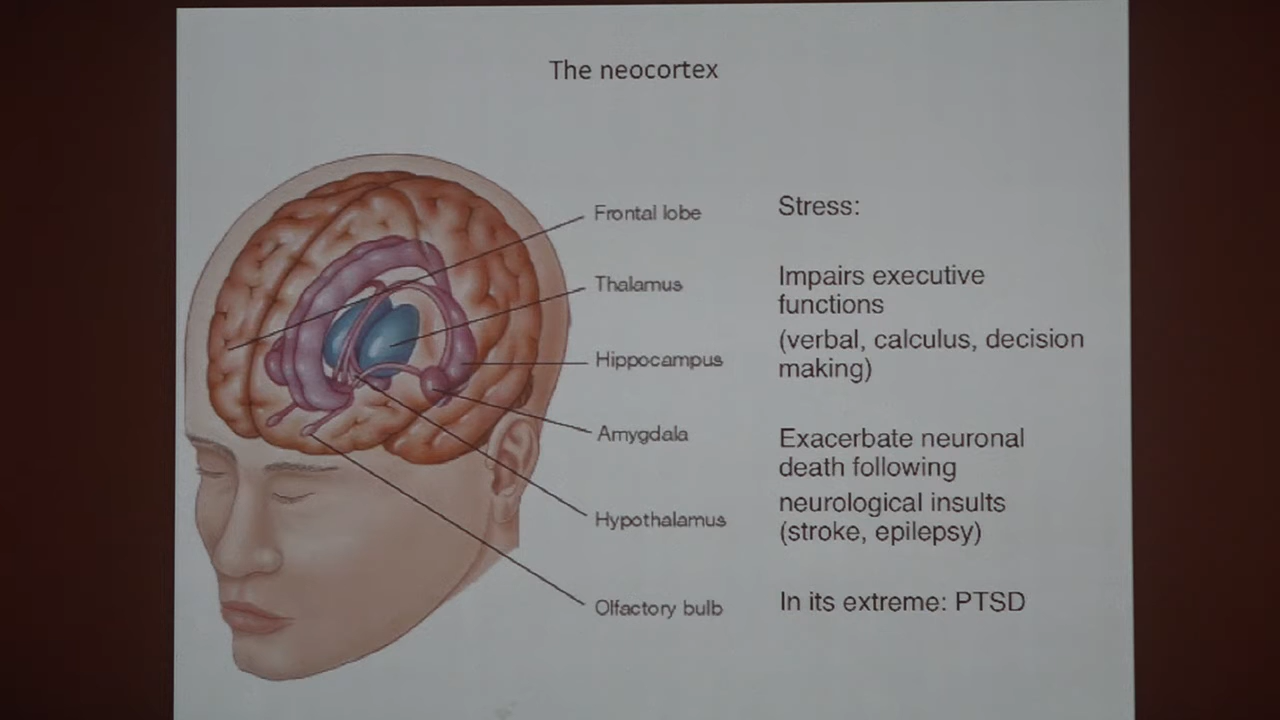 The neocortex
Frontal lobe
Thalamus
Hippocampus
Amygdala
Hypothalamus
Olfactory bulb
Stress:
Impairs executive
functions
(verbal, calculus, decision
making)
Exacerbate neuronal
death following
neurological insults
(stroke, epilepsy)
In its extreme: PTSD